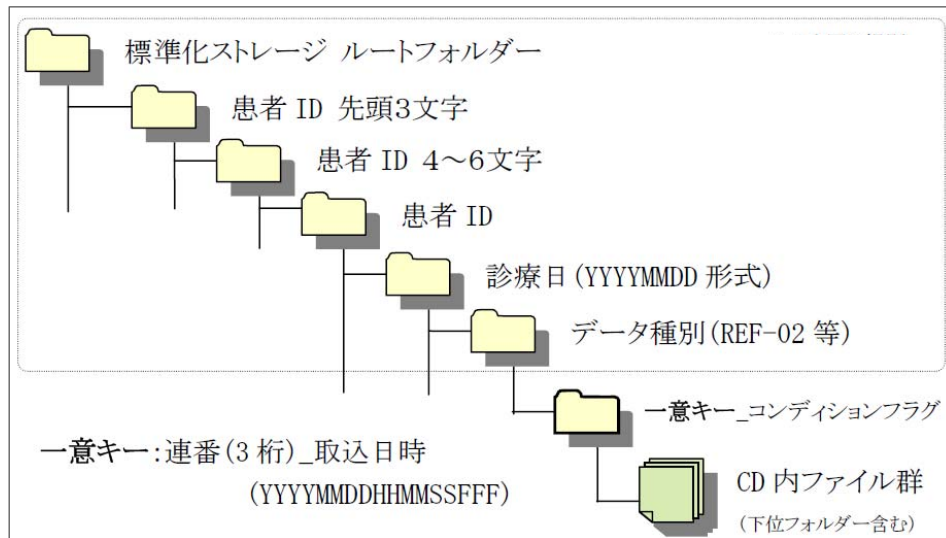 標準化ストレージ ルートフォルダー
患者 ID 先頭3文字
患者 ID 4～6文字
患者 ID
診療日(YYYYMMDD 形式)
データ種別(REF-02 等)
一意キー_コンディションフラグ
一意キー:連番(3 桁)_取込日時
(YYYYMMDDHHMMSSFFF)
CD 内ファイル群
(下位フォルダー含む)